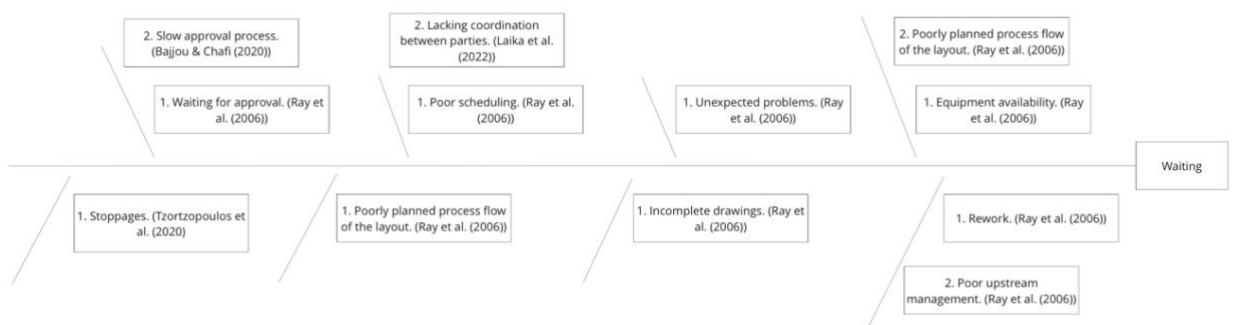 2. Slow approval process.
(Bajjou & Chafi (2020))
1. Waiting for approval. (Ray et
al. (2006))
2. Lacking coordination
between parties. (Laika et al.
(2022))
1. Poor scheduling. (Ray et al.
(2006))
1. Unexpected problems. (Ray
et al. (2006))
2. Poorly planned process flow
of the layout. (Ray et al. (2006))
1. Equipment availability. (Ray
et al. (2006))
Waiting
1. Stoppages. (Tzortzopoulos et
al. (2020)
1. Poorly planned process flow
of the layout. (Ray et al. (2006))
1. Incomplete drawings. (Ray et
al. (2006))
1. Rework. (Ray et al. (2006))
2. Poor upstream
management. (Ray et al. (2006))